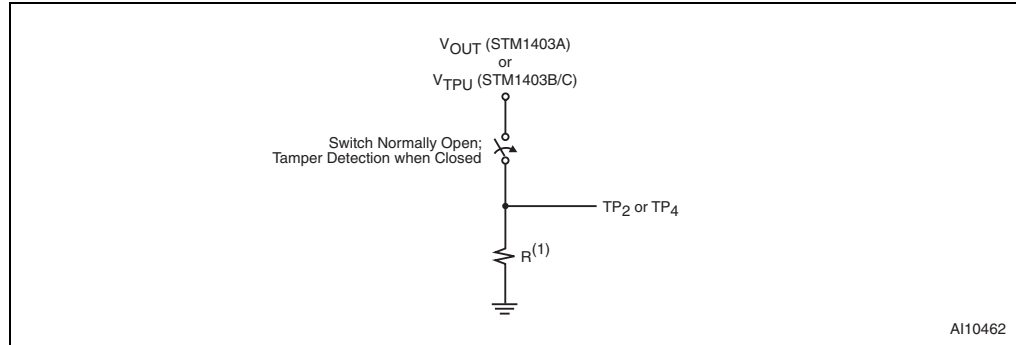 VOUT (STM1403A)
or
VTPU (STM1403B/C)
Switch Normally Open;
Tamper Detection when Closed
TP2 or TP4
R(1)
AI10462